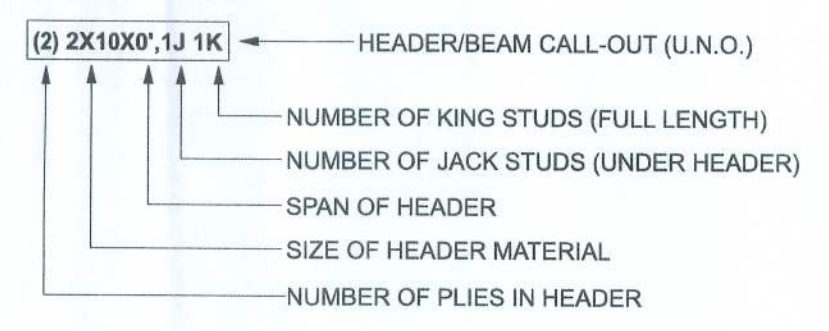 (2) 2X10X0',1J 1K
HEADER/BEAM CALL-OUT (U.N.O.)
NUMBER OF KING STUDS (FULL LENGTH)
NUMBER OF JACK STUDS (UNDER HEADER)
SPAN OF HEADER
SIZE OF HEADER MATERIAL
NUMBER OF PLIES IN HEADER